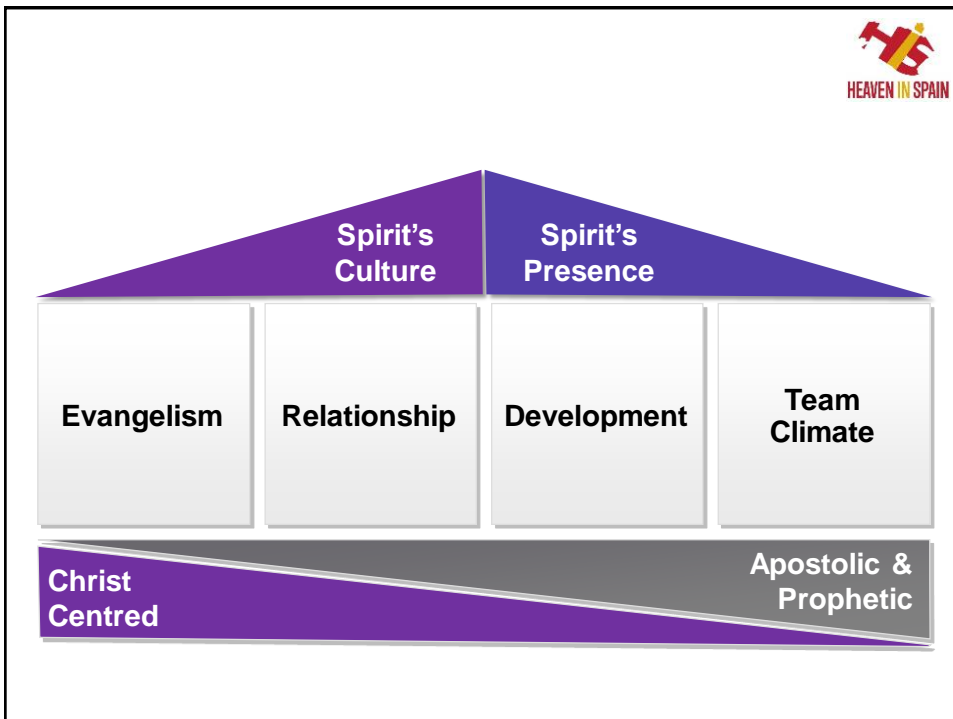 HEAVEN IN SPAIN
Spirit's
Culture
Spirit's
Presence
Evangelism
Relationship
Development
Team
Climate
Christ
Centred
Apostolic &
Prophetic